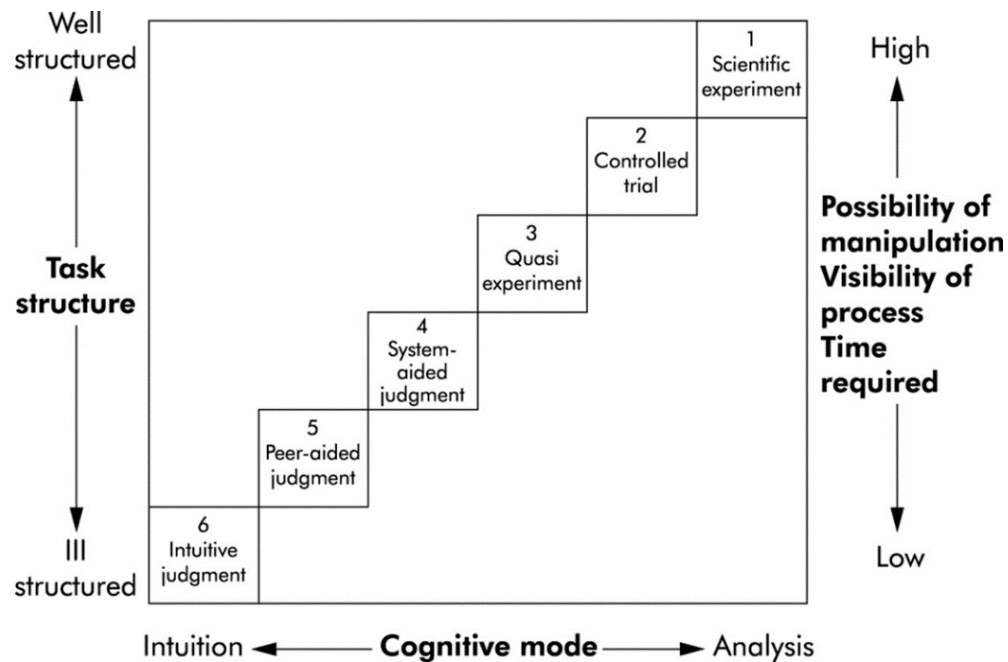 Well
structured
Task
structure
Ill
structured
1
Scientific
experiment
2
Controlled
trial
3
Quasi
experiment
4
System-
aided
judgment
5
Peer-aided
judgment
6
Intuitive
judgment
High
Possibility of
manipulation
Visibility of
process
Time
required
Low
Intuition Cognitive mode Analysis